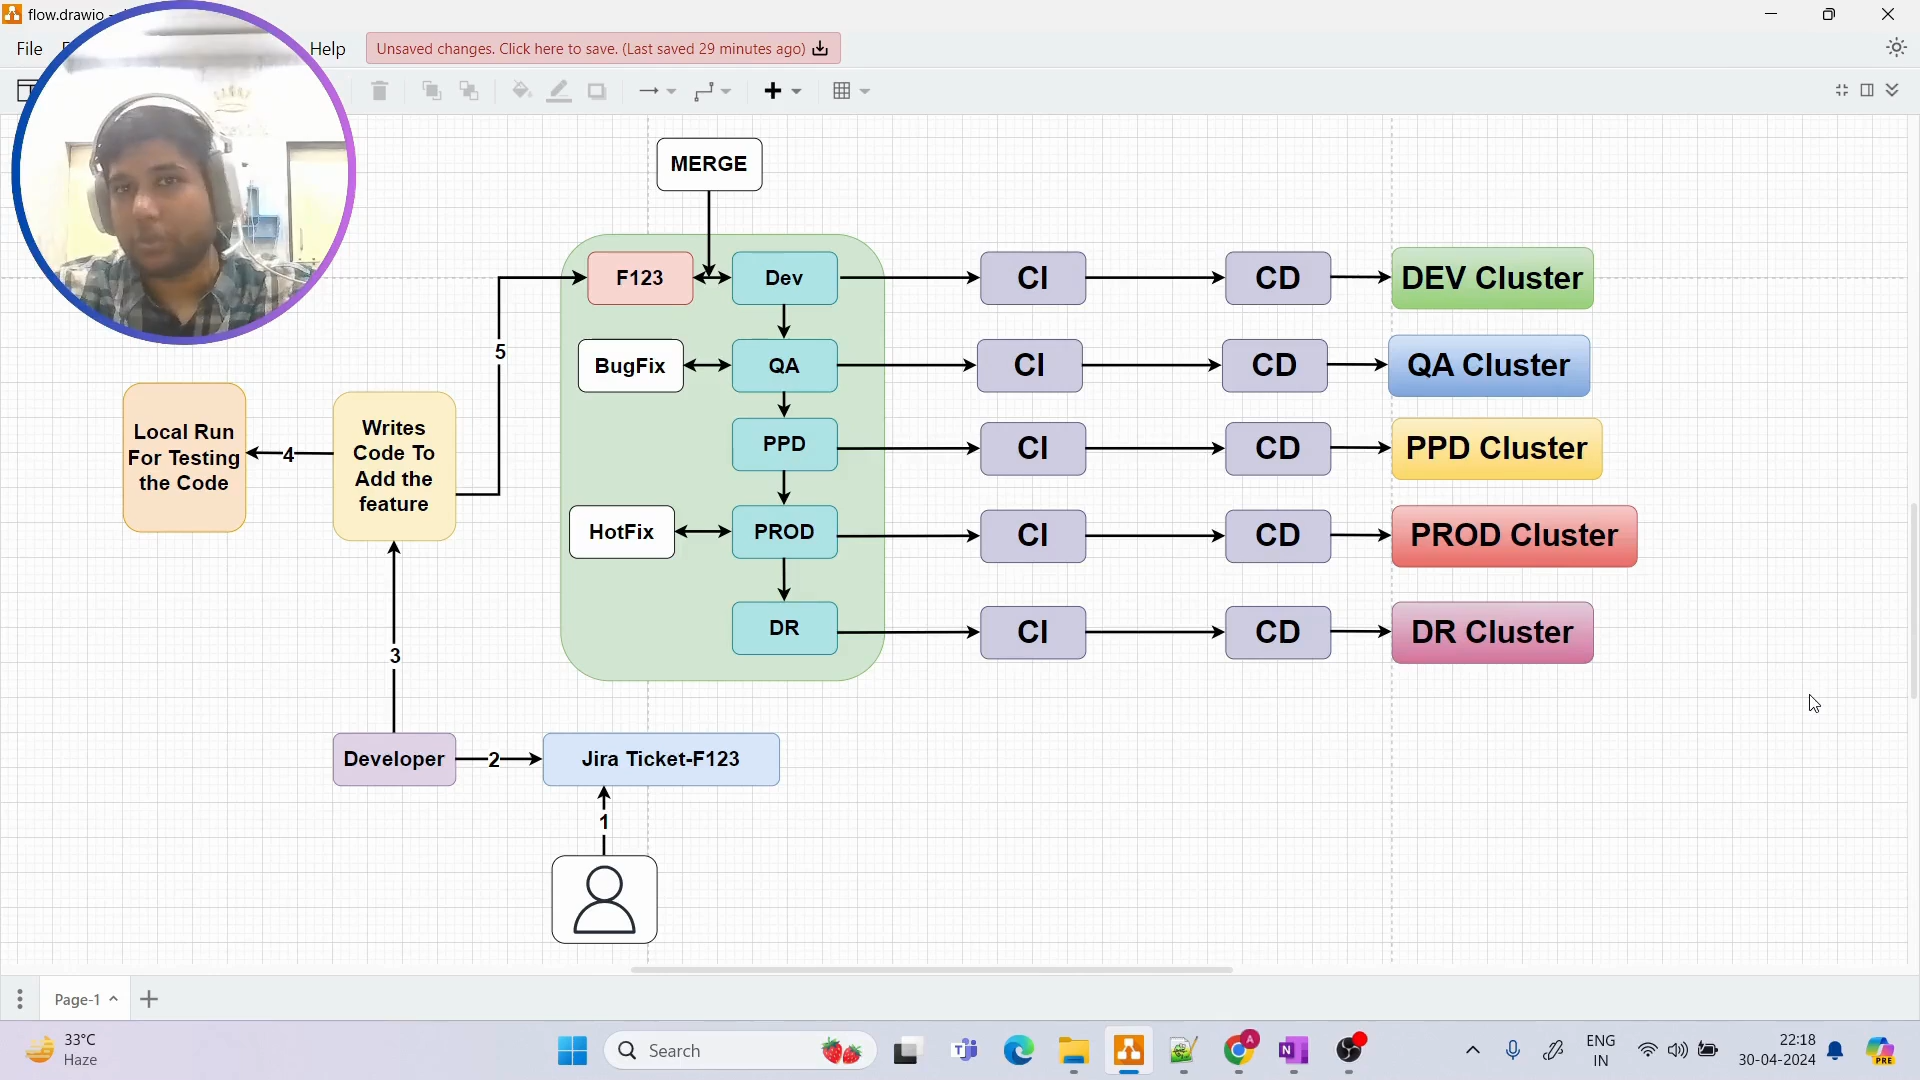 flow.drawio
File
Help
Unsaved changes. Click here to save. (Last saved 29 minutes ago)
MERGE
F123
Dev
CI
CD
DEV Cluster
5
BugFix
QA
CI
CD
QA Cluster
Local Run
For Testing
the Code
4
Writes
Code To
Add the
feature
PPD
CI
CD
PPD Cluster
HotFix
PROD
CI
CD
PROD Cluster
DR
CI
CD
DR Cluster
3
Developer
2
Jira Ticket-F123
1
Page-1
33°C
Haze
Search
ENG
IN
22:18
30-04-2024